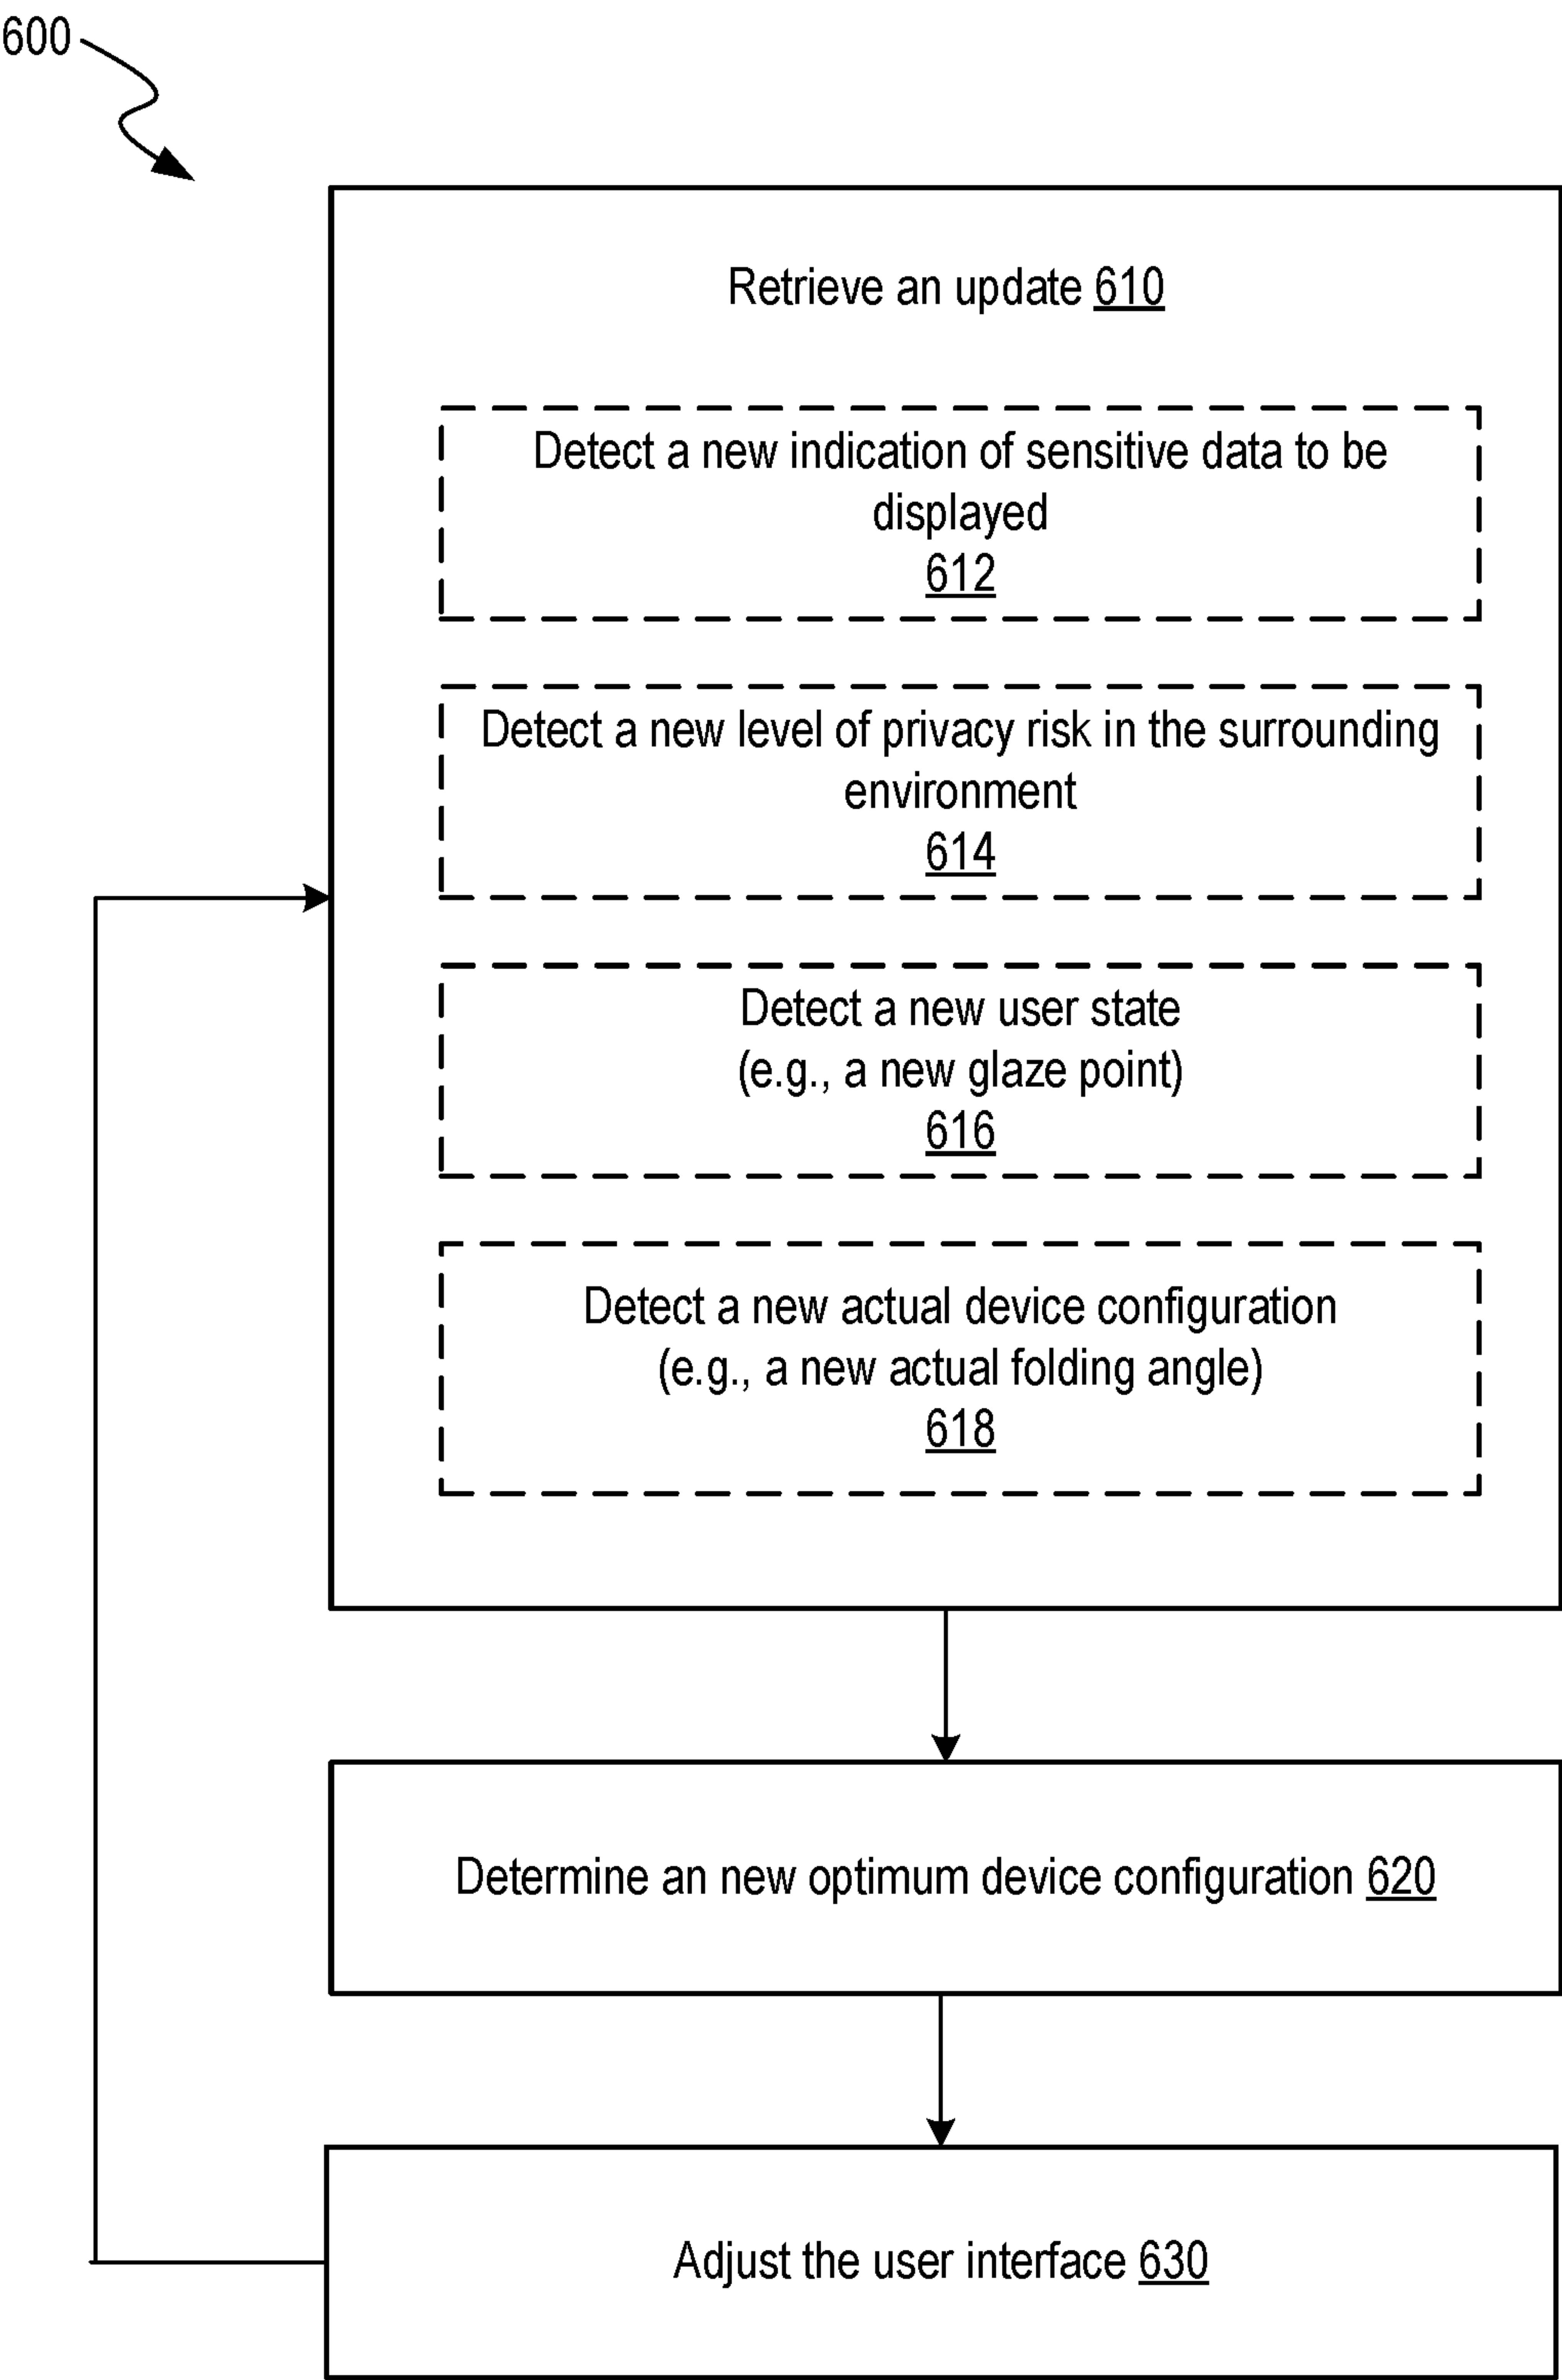 600
Retrieve an update 610
Detect a new indication of sensitive data to be
displayed
612
Detect a new level of privacy risk in the surrounding
environment
614
Detect a new user state
(e.g., a new glaze point)
616
Detect a new actual device configuration
(e.g., a new actual folding angle)
618
Determine an new optimum device configuration 620
Adjust the user interface 630